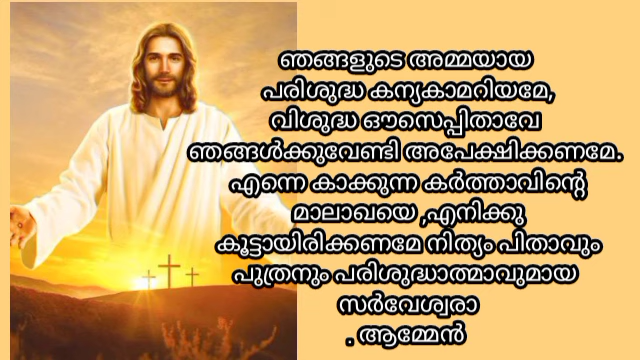 ഞങ്ങളുടെ അമ്മയായ
പരിശുദ്ധ കന്യകാമറിയമേ,
വിശുദ്ധ ഔസെപ്പിതാവേ
ഞങ്ങൾക്കുവേണ്ടി അപേക്ഷിക്കണമേ.
എന്നെ കാക്കുന്ന കർത്താവിന്റെ
മാലാഖയെ ,എനിക്കു
കൂട്ടായിരിക്കണമേ നിത്യം പിതാവും
പുത്രനും പരിശുദ്ധാത്മാവുമായ
സർവേശ്വരാ
. ആമ്മേൻ